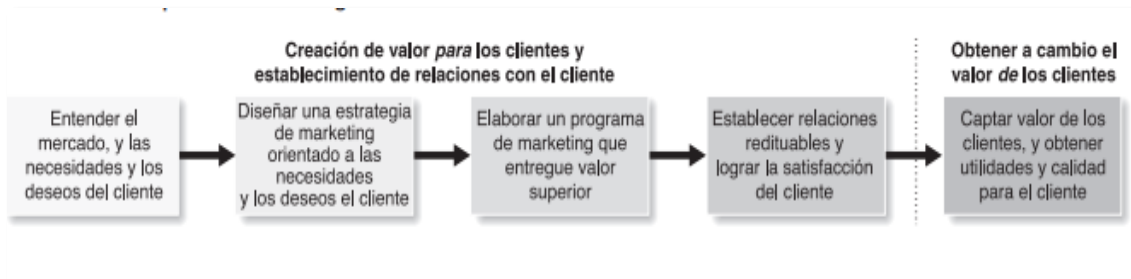 Creación de valor para los clientes y
establecimiento de relaciones con el cliente
Obtener a cambio el
valor de los clientes
Entender el
mercado, y las
necesidades y los
deseos del cliente
Diseñar una estrategia
de marketing
orientado a las
necesidades
y los deseos el cliente
Elaborar un programa
de marketing que
entregue valor
superior
Establecer relaciones
redituables y
lograr la satisfacción
del cliente
Captar valor de los
clientes, y obtener
utilidades y calidad
para el cliente